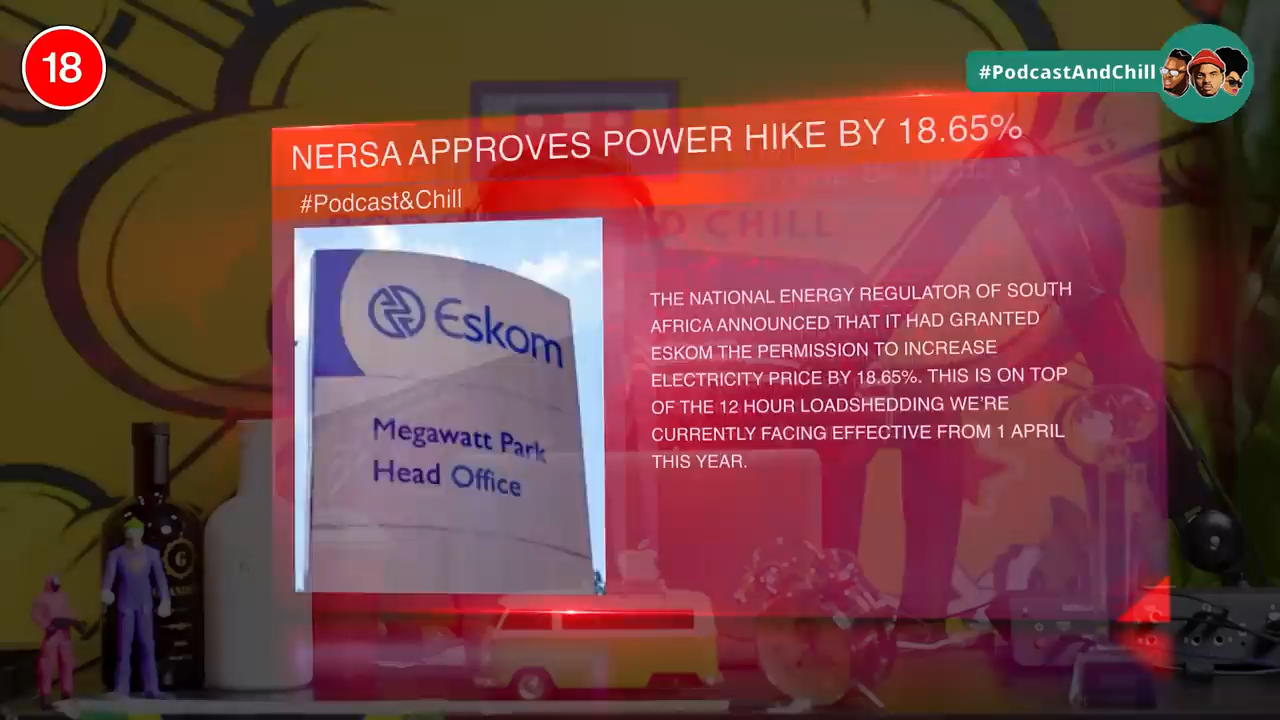 18
#PodcastAndChill
NERSA APPROVES POWER HIKE BY 18.65%
#Podcast&Chill
D CHILL
Eskom
Megawatt Park
Head Office
THE NATIONAL ENERGY REGULATOR OF SOUTH
AFRICA ANNOUNCED THAT IT HAD GRANTED
ESKOM THE PERMISSION TO INCREASE
ELECTRICITY PRICE BY 18.65%. THIS IS ON TOP
OF THE 12 HOUR LOADSHEDDING WE'RE
CURRENTLY FACING EFFECTIVE FROM 1 APRIL
THIS YEAR.
G